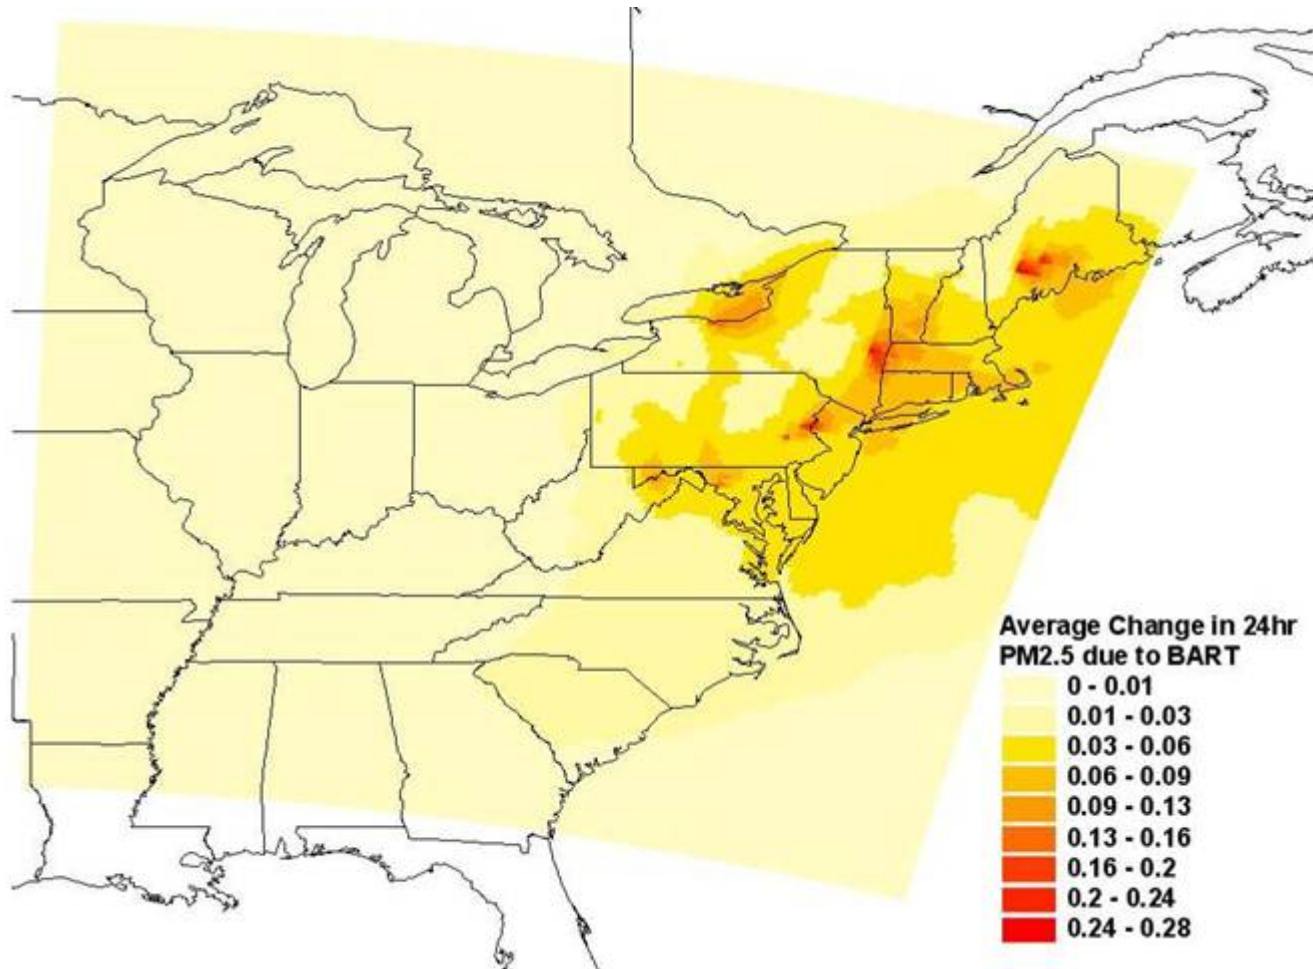 Average Change in 24hr
PM2.5 due to BART
0 - 0.01
0.01 - 0.03
0.03 - 0.06
0.06 - 0.09
0.09 - 0.13
0.13 - 0.16
0.16 - 0.2
0.2 - 0.24
0.24 - 0.28